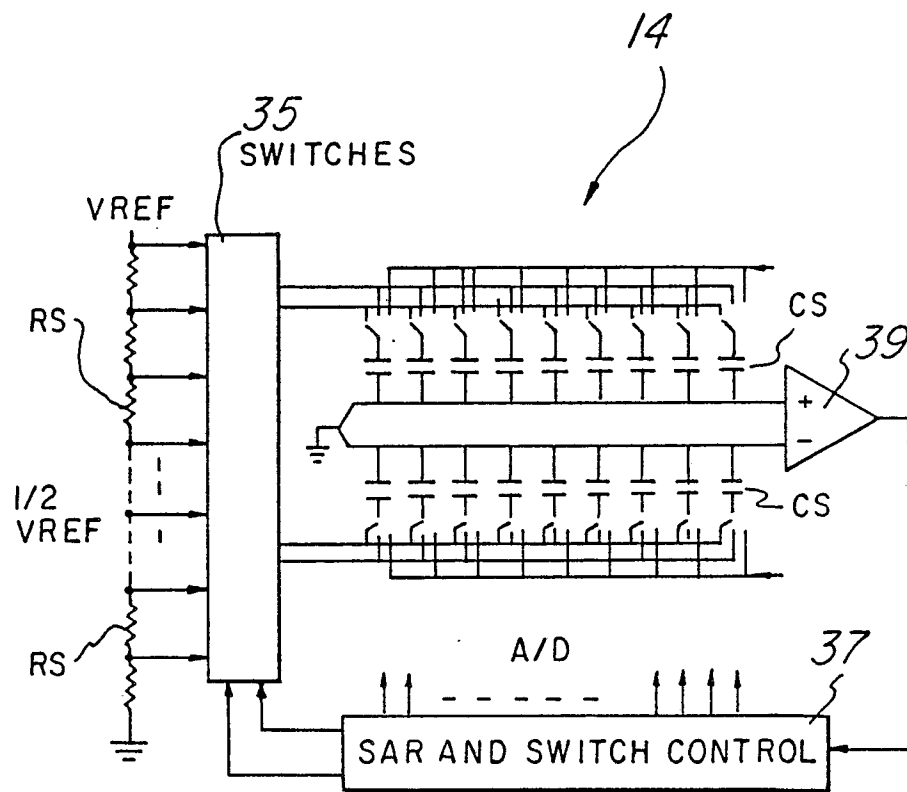 14
35
SWITCHES
VREF
RS
CS
39
+
−
1/2
VREF
CS
RS
A/D
37
SAR AND SWITCH CONTROL